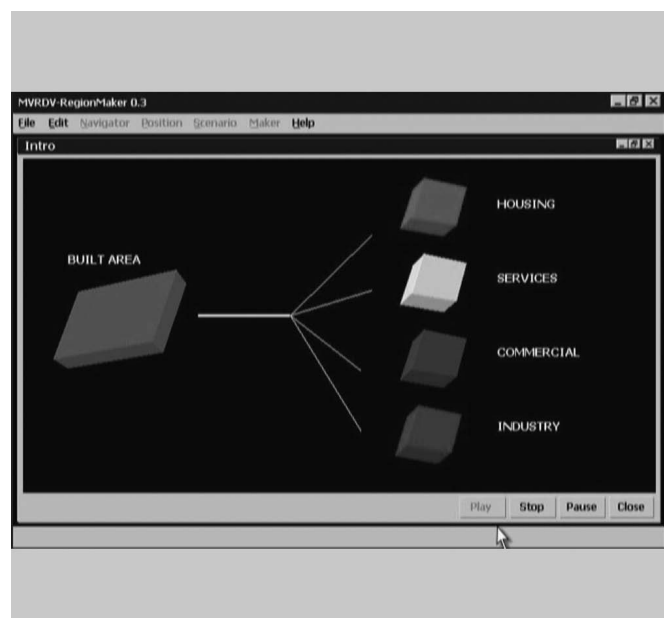 MVRDV-RegionMaker 0.3
File Edit Navigator Position Scenario Maker Help
Intro
BUILT AREA
HOUSING
SERVICES
COMMERCIAL
INDUSTRY
Play Stop Pause Close